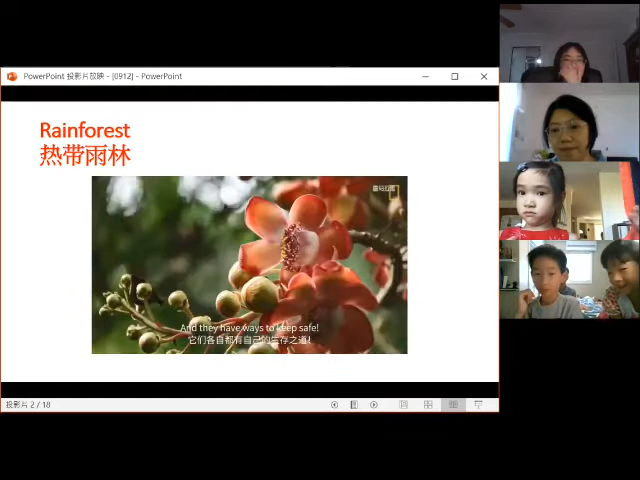 PowerPoint 投影片放映 - [0912] - PowerPoint
Rainforest
热带雨林
And they have ways to keep safe!
它们各自都有自己的生存之道!
投影片 2 / 18